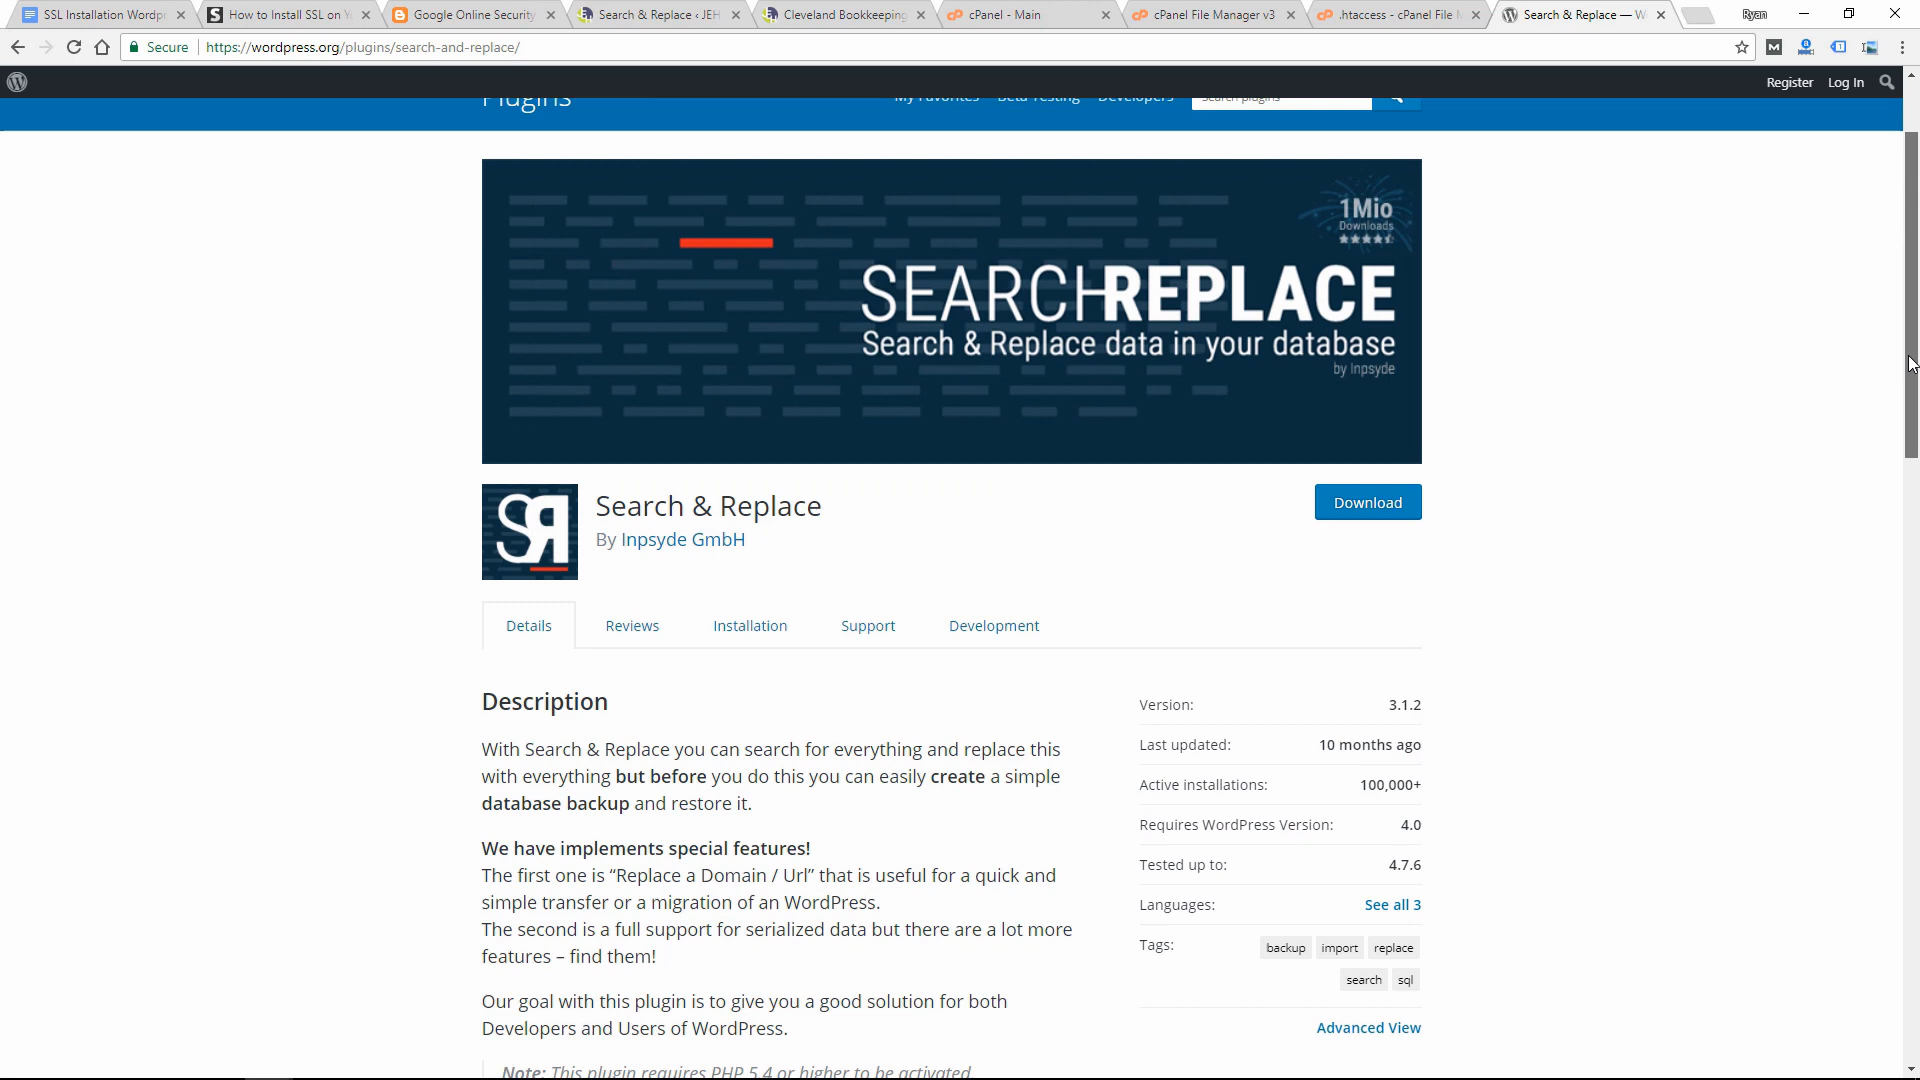 SSL Installation Wordpr
How to Install SSL on Y
Google Online Security
Search & Replace ‹ JEH
Cleveland Bookkeeping
cPanel - Main
cPanel File Manager v3
.htaccess - cPanel File M
Search & Replace — W
Ryan
Secure
https://wordpress.org/plugins/search-and-replace/
Register
Log In
Plugins
My Favorites
Beta Testing
Developers
Search plugins
1Mio
Downloads
SEARCHREPLACE
Search & Replace data in your database
by Inpsyde
SR
Search & Replace
By Inpsyde GmbH
Download
Details
Reviews
Installation
Support
Development
Description
With Search & Replace you can search for everything and replace this
with everything but before you do this you can easily create a simple
database backup and restore it.
We have implements special features!
The first one is “Replace a Domain / Url” that is useful for a quick and
simple transfer or a migration of an WordPress.
The second is a full support for serialized data but there are a lot more
features – find them!
Our goal with this plugin is to give you a good solution for both
Developers and Users of WordPress.
Note: This plugin requires PHP 5.4 or higher to be activated.
Version: 3.1.2
Last updated: 10 months ago
Active installations: 100,000+
Requires WordPress Version: 4.0
Tested up to: 4.7.6
Languages: See all 3
Tags: backup import replace
search sql
Advanced View